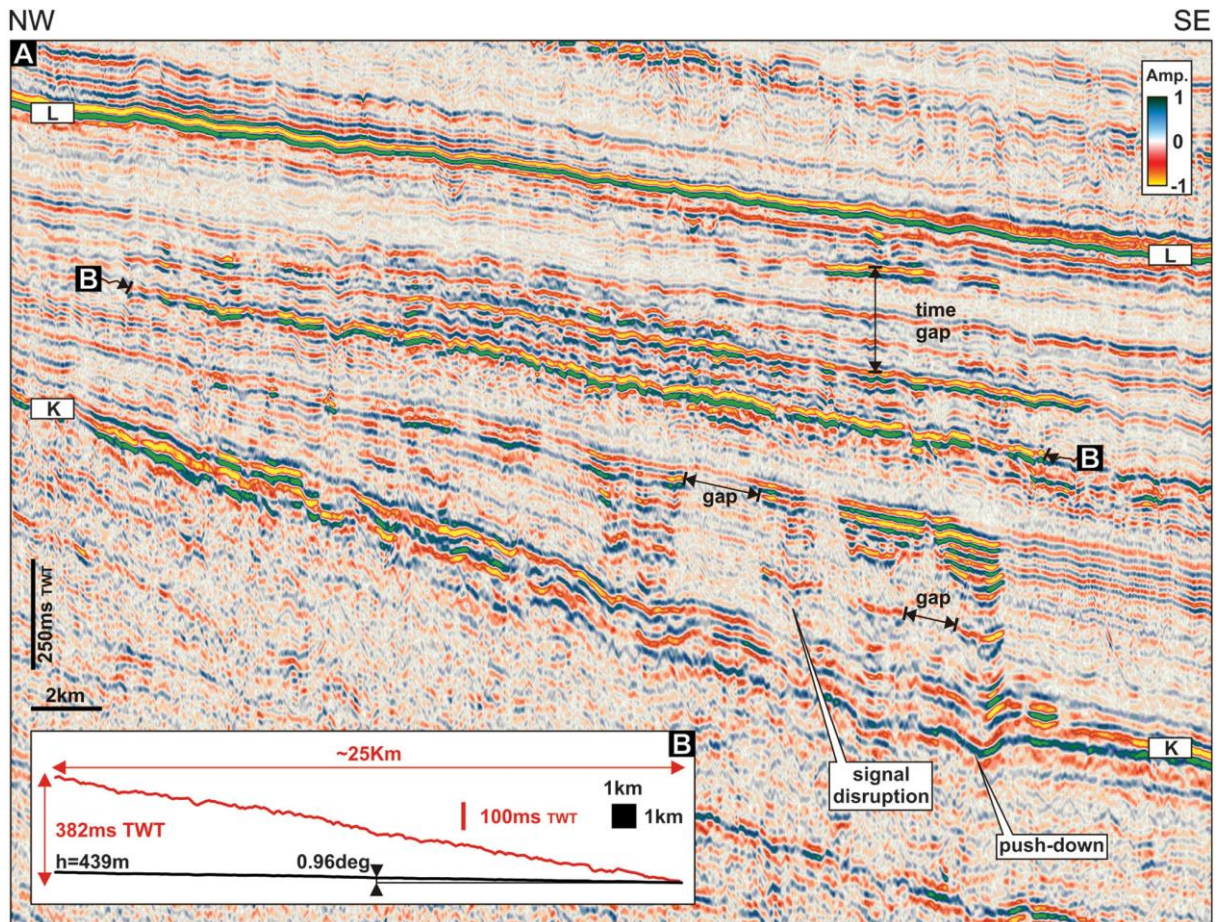 NW
SE
A
Amp.
1
0
-1
L
L
B
time
gap
K
B
gap
gap
250ms TWT
2km
K
signal
disruption
push-down
B
~25Km
1km
1km
100ms TWT
382ms TWT
h=439m
0.96deg